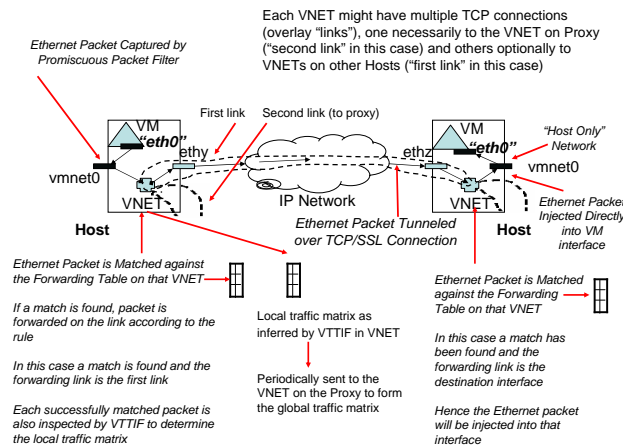 Each VNET might have multiple TCP connections
(overlay "links"), one necessarily to the VNET on Proxy
("second link" in this case) and others optionally to
VNETs on other Hosts ("first link" in this case)
Ethernet Packet Captured by
Promiscuous Packet Filter
First link
Second link (to proxy)
VM
"eth0"
ethy
vmnet0
VNET
Host
IP Network
Ethernet Packet Tunneled
over TCP/SSL Connection
VM
"eth0"
ethz
"Host Only"
Network
vmnet0
VNET
Host
Ethernet Packet
Injected Directly
into VM
interface
Ethernet Packet is Matched against
the Forwarding Table on that VNET
If a match is found, packet is
forwarded on the link according to the
rule
In this case a match is found and the
forwarding link is the first link
Each successfully matched packet is
also inspected by VTTIF to determine
the local traffic matrix
Local traffic matrix as
inferred by VTTIF in VNET
Periodically sent to the
VNET on the Proxy to form
the global traffic matrix
Ethernet Packet is Matched
against the Forwarding
Table on that VNET
In this case a match has
been found and the
forwarding link is the
destination interface
Hence the Ethernet packet
will be injected into that
interface